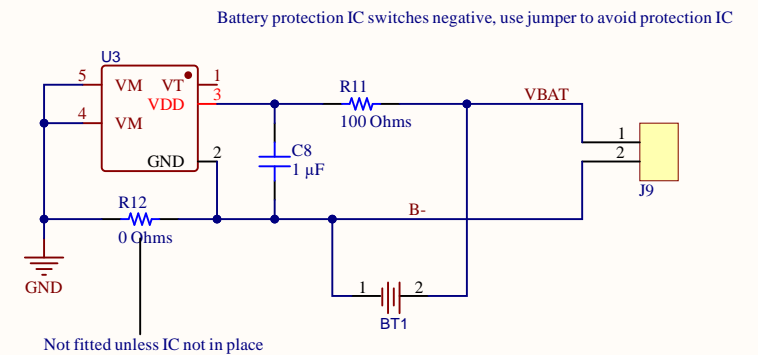 Battery protection IC switches negative, use jumper to avoid protection IC
U3
5 VM VT 1
VDD 3
4 VM
GND 2
R11
100 Ohms
VBAT
C8
1 µF
1
2
J9
R12
0 Ohms
B-
GND
1 2
BT1
Not fitted unless IC not in place